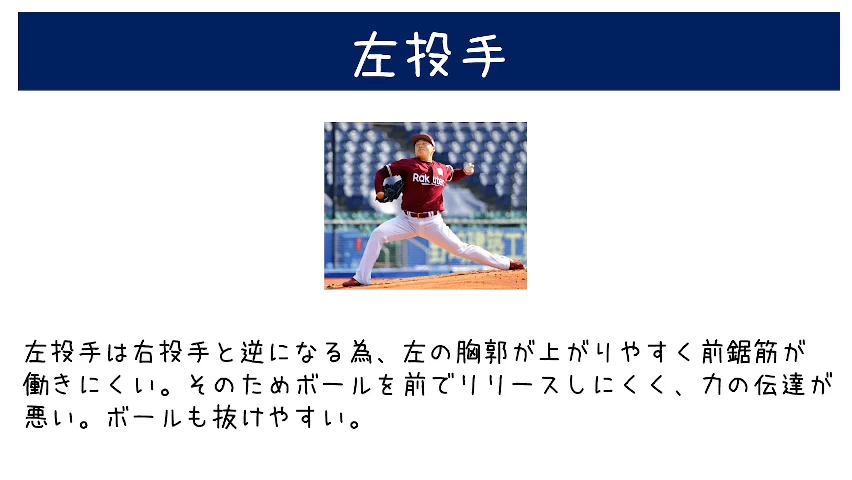 左投手
Rakuten
左投手は右投手と逆になる為、左の胸郭が上がりやすく前鋸筋が
働きにくい。そのためボールを前でリリースしにくく、力の伝達が
悪い。ボールも抜けやすい。